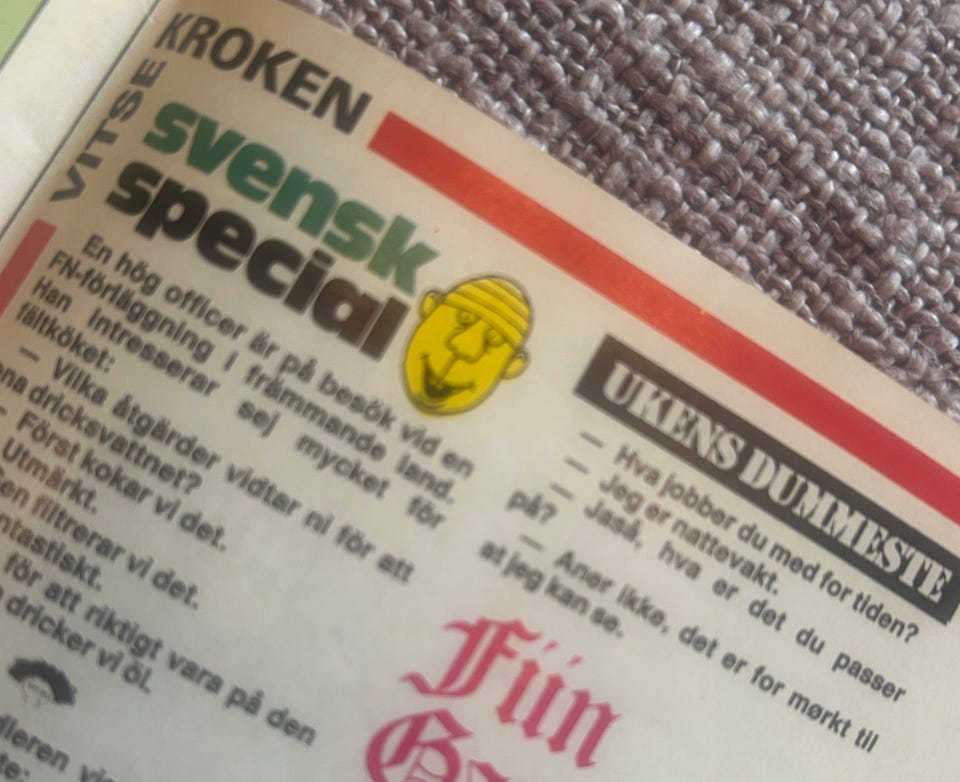 VITSE
KROKEN
svensk
special
En hög officer är på besök vid en
FN-förläggning i främmande land.
Han intresserar sej mycket för
fältköket:
– Vilka åtgärder vidtar ni för att
dricksvattnet?
– Först kokar vi det.
Utmärkt.
filtrerar vi det.
för att riktigt vara på den
dricker vi öl.
UKENS DUMMESTE
– Hva jobber du med for tiden?
– Jeg er nattevakt.
– Jaså, hva er det du passer
på?
– Aner ikke, det er for mørkt til
at jeg kan se.
Fiin